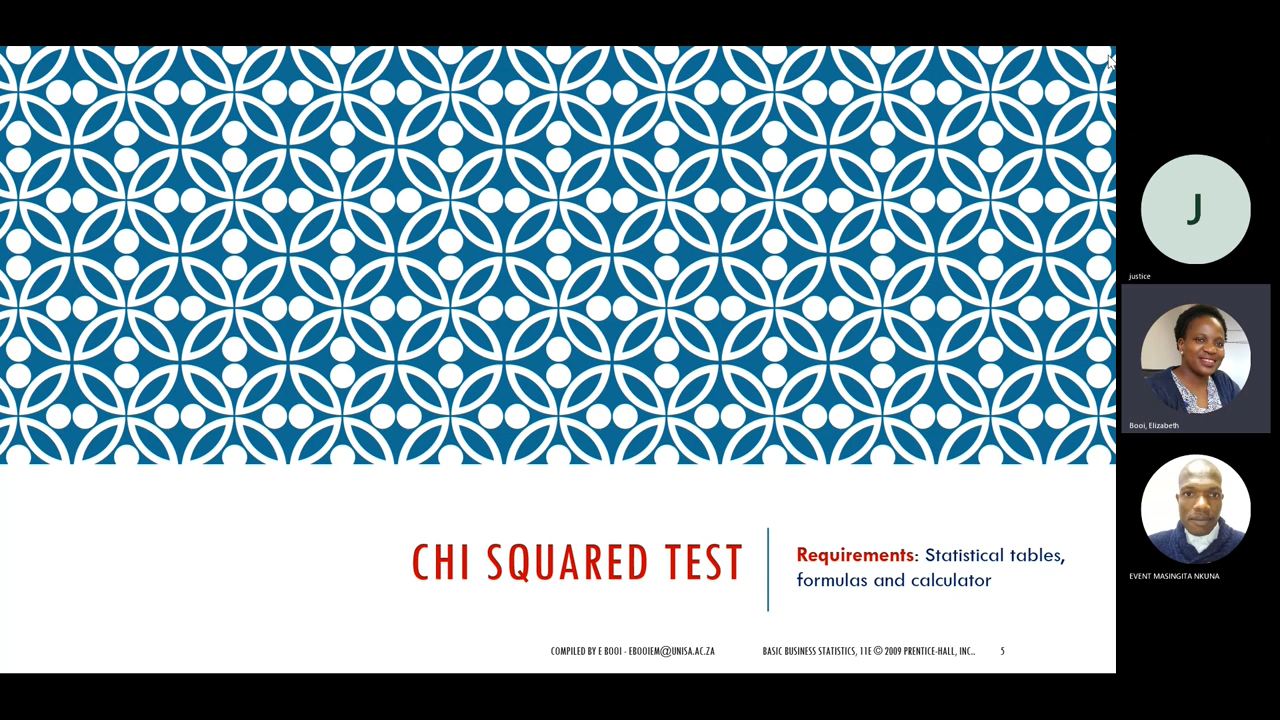 J
justice
Booi, Elizabeth
EVENT MASINGITA NKUNA
CHI SQUARED TEST
Requirements: Statistical tables,
formulas and calculator
COMPILED BY E BOOI - EBOOIEM@UNISA.AC.ZA
BASIC BUSINESS STATISTICS, 11E © 2009 PRENTICE-HALL, INC..
5